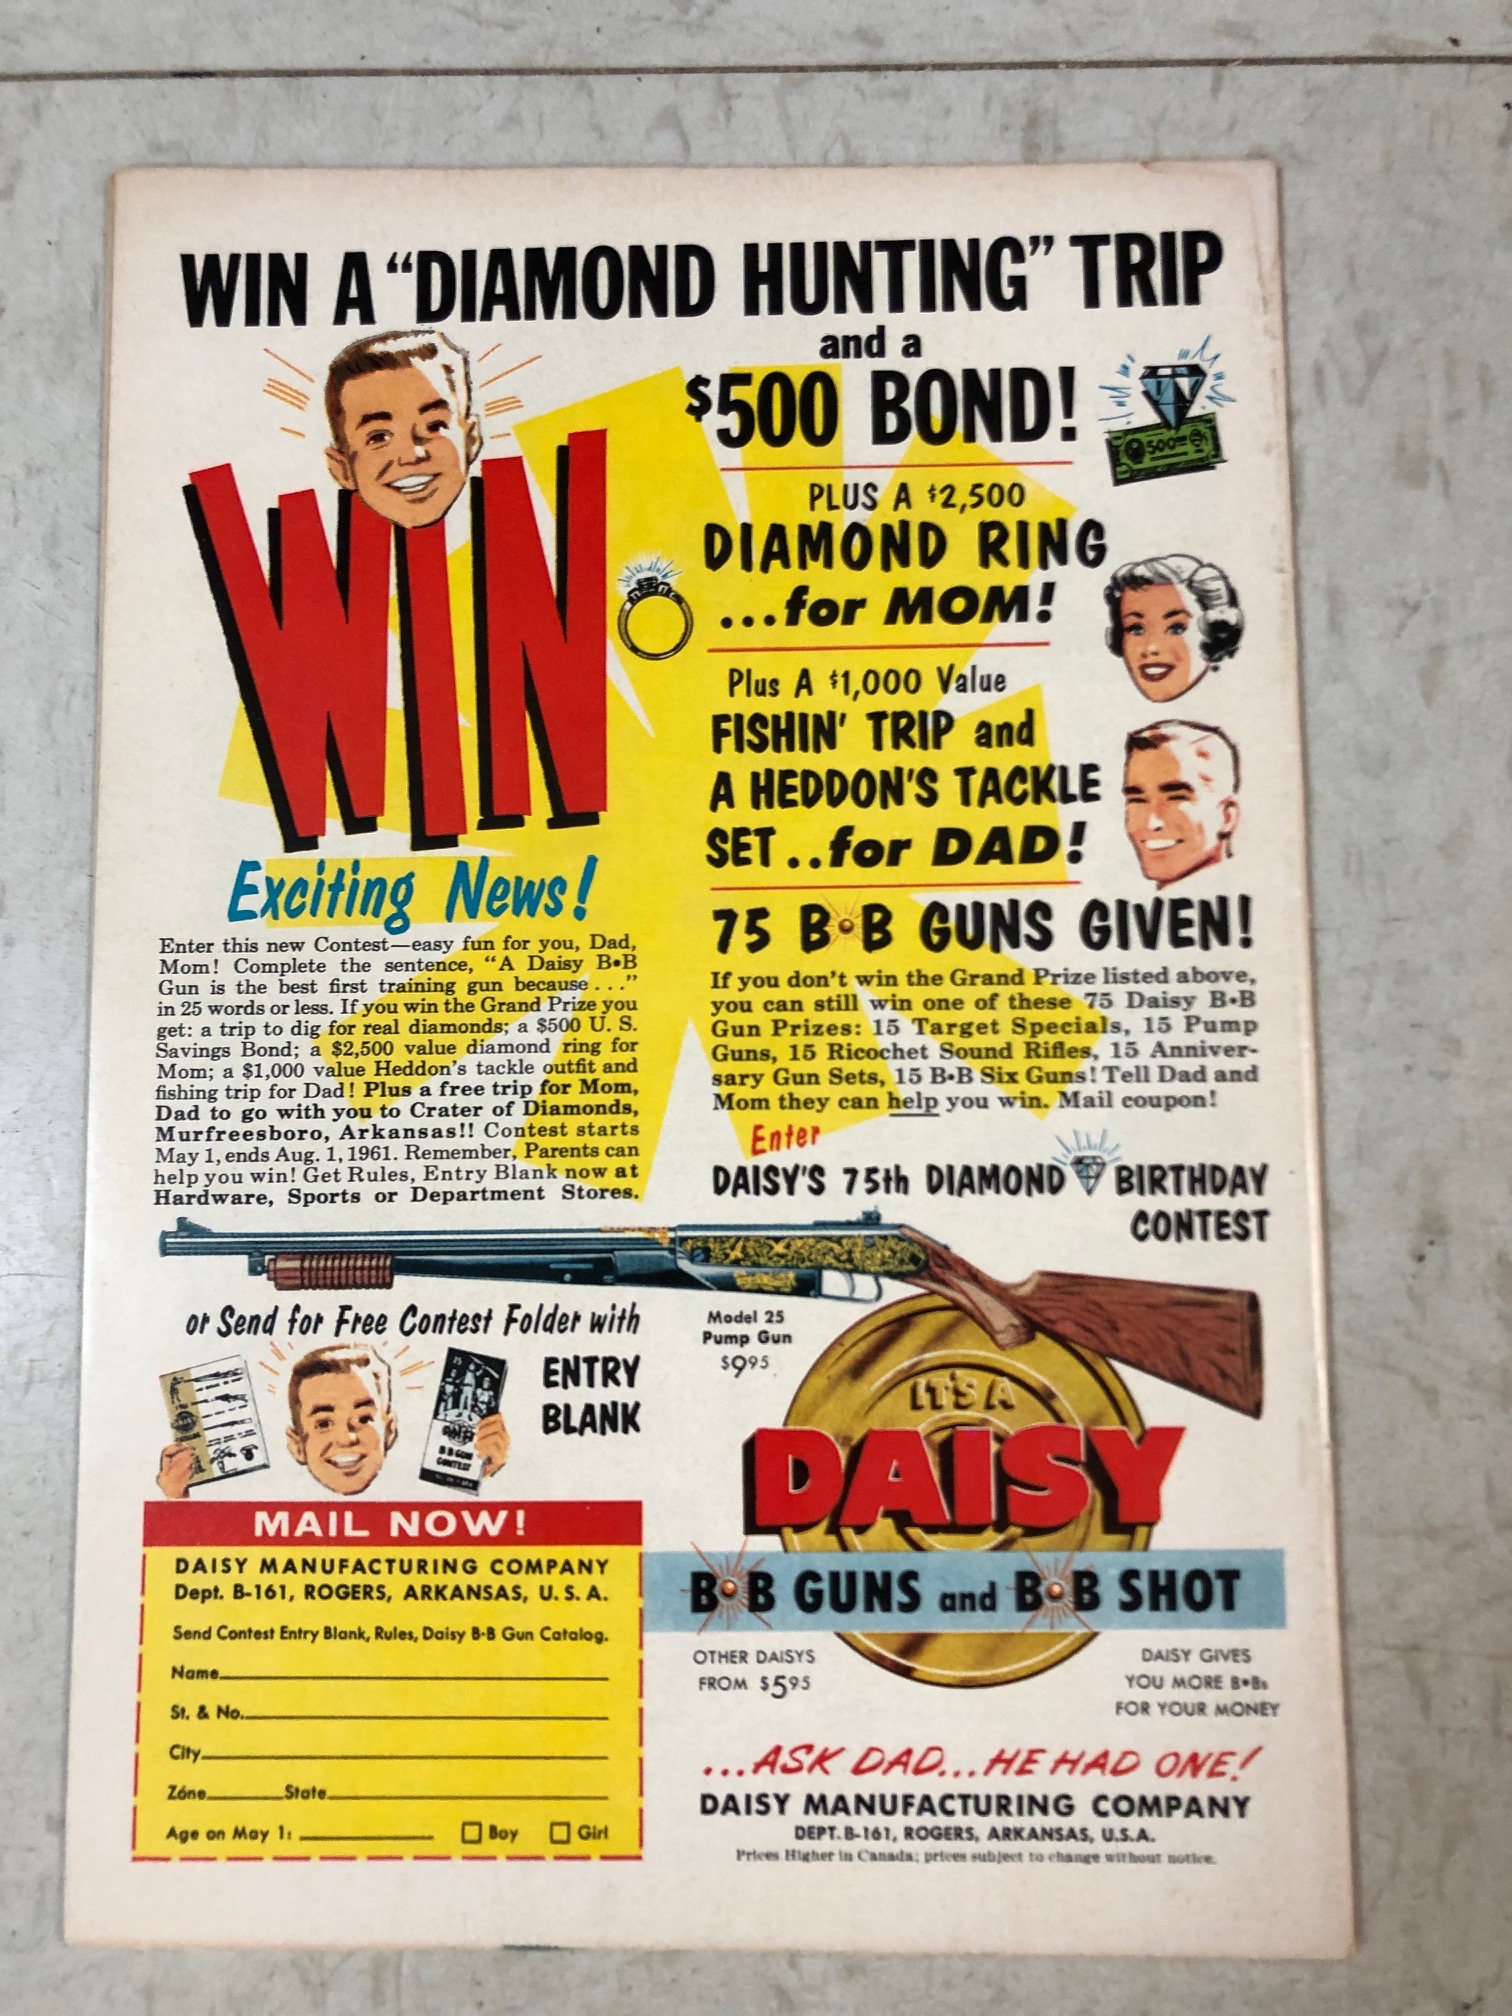 WIN A “DIAMOND HUNTING” TRIP
and a
$500 BOND!
500
WIN
PLUS A $2,500
DIAMOND RING
...for MOM!
Plus A $1,000 Value
FISHIN' TRIP and
A HEDDON'S TACKLE
SET..for DAD!
Exciting News!
Enter this new Contest—easy fun for you, Dad,
Mom! Complete the sentence, “A Daisy B•B
Gun is the best first training gun because...”
in 25 words or less. If you win the Grand Prize you
get: a trip to dig for real diamonds; a $500 U. S.
Savings Bond; a $2,500 value diamond ring for
Mom; a $1,000 value Heddon's tackle outfit and
fishing trip for Dad! Plus a free trip for Mom,
Dad to go with you to Crater of Diamonds,
Murfreesboro, Arkansas!! Contest starts
May 1, ends Aug. 1, 1961. Remember, Parents can
help you win! Get Rules, Entry Blank now at
Hardware, Sports or Department Stores.
75 B•B GUNS GIVEN!
If you don't win the Grand Prize listed above,
you can still win one of these 75 Daisy B•B
Gun Prizes: 15 Target Specials, 15 Pump
Guns, 15 Ricochet Sound Rifles, 15 Anniver-
sary Gun Sets, 15 B•B Six Guns! Tell Dad and
Mom they can help you win. Mail coupon!
Enter
DAISY'S 75th DIAMOND BIRTHDAY
CONTEST
or Send for Free Contest Folder with
ENTRY
BLANK
75
B B GUN
CONTEST
Model 25
Pump Gun
$9.95
IT'S A
DAISY
B•B GUNS and B•B SHOT
OTHER DAISYS
FROM $5.95
DAISY GIVES
YOU MORE B•Bs
FOR YOUR MONEY
...ASK DAD...HE HAD ONE!
DAISY MANUFACTURING COMPANY
DEPT. B-161, ROGERS, ARKANSAS, U.S.A.
Prices Higher in Canada; prices subject to change without notice.
MAIL NOW!
DAISY MANUFACTURING COMPANY
Dept. B-161, ROGERS, ARKANSAS, U. S. A.
Send Contest Entry Blank, Rules, Daisy B•B Gun Catalog.
Name
St. & No.
City
Zone State
Age on May 1: Boy Girl